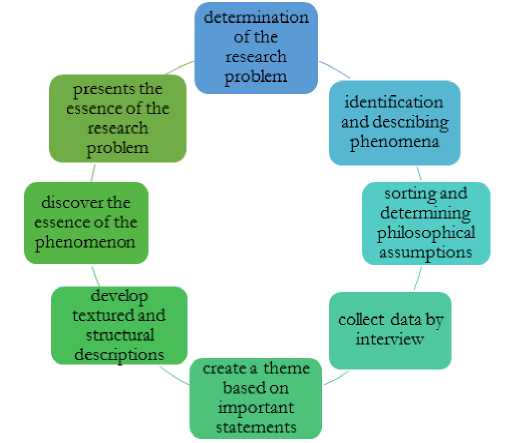 determination
of the
research
problem
identification
and describing
phenomena
sorting and
determining
philosophical
assumptions
collect data by
interview
create a theme
based on
important
statements
develop
textured and
structural
descriptions
discover the
essence of the
phenomenon
presents the
essence of the
research
problem